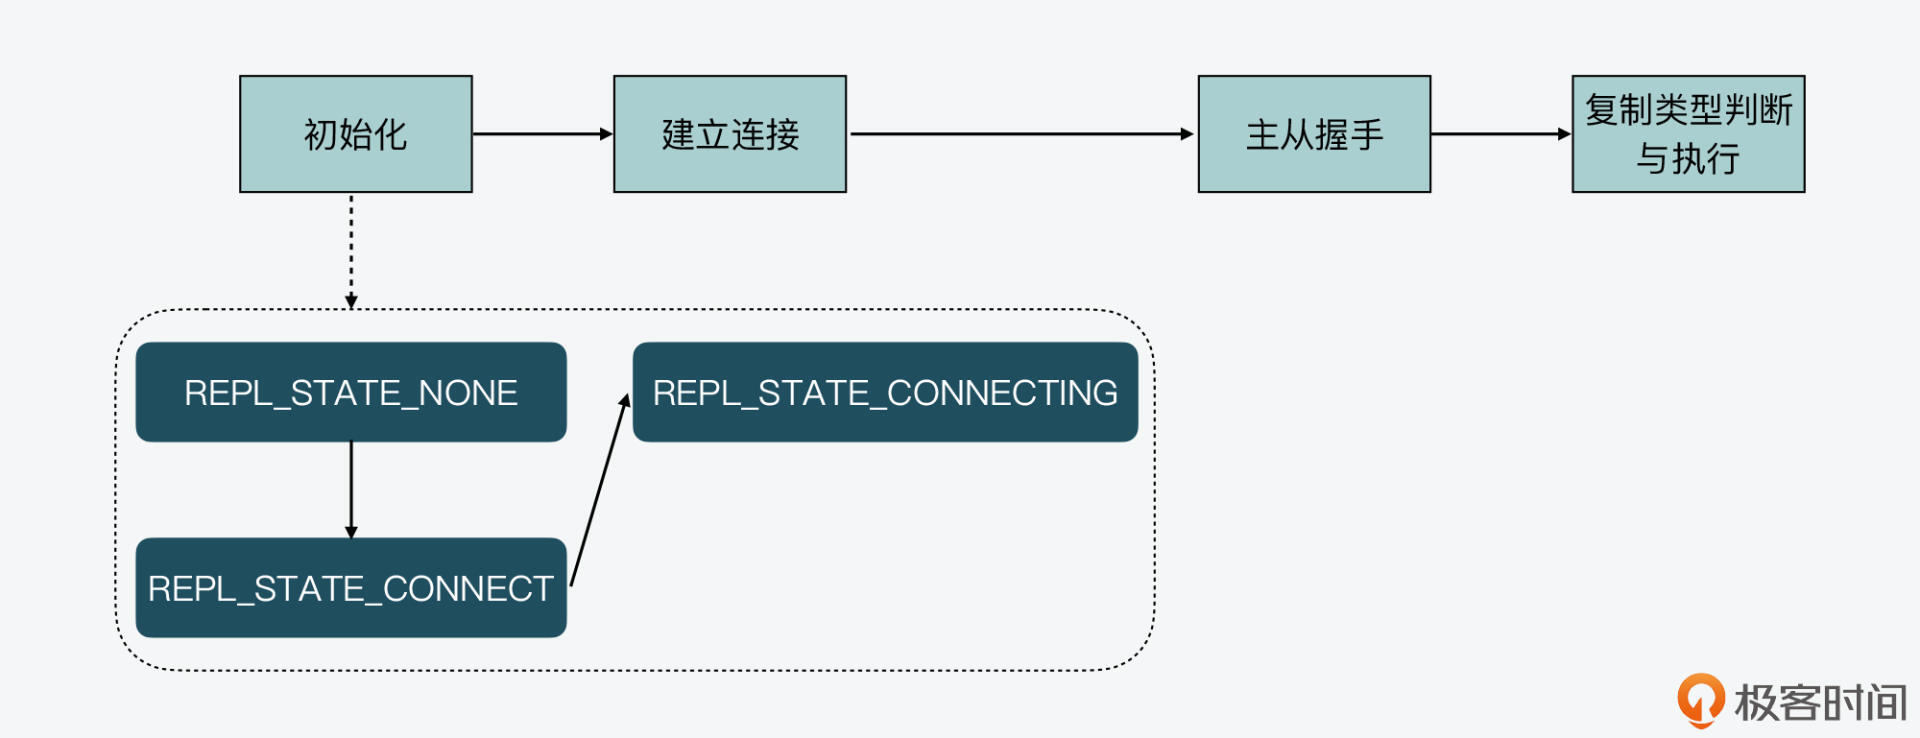 初始化
建立连接
主从握手
复制类型判断
与执行
REPL_STATE_NONE
REPL_STATE_CONNECTING
REPL_STATE_CONNECT
极客时间